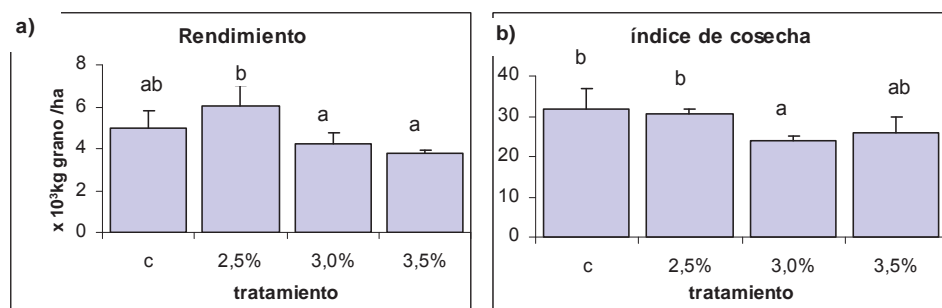 a)
Rendimiento
x 10³kg grano /ha
8
6
4
2
0
ab
b
a
a
c 2,5% 3,0% 3,5%
tratamiento
b)
índice de cosecha
40
30
20
10
0
b
b
a
ab
c 2,5% 3,0% 3,5%
tratamiento